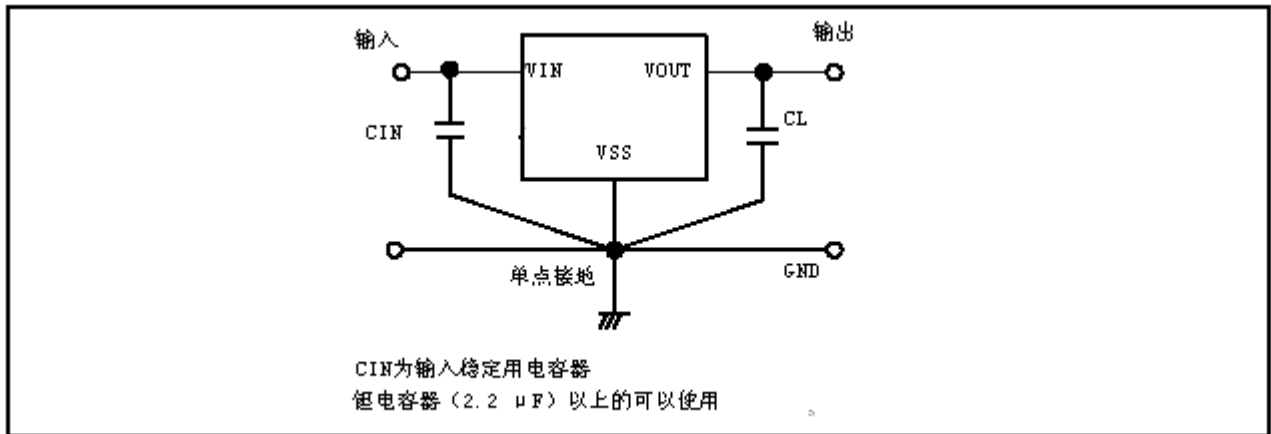 输入
输出
VIN
VOUT
CIN
CL
VSS
单点接地
GND
CIN为输入稳定用电容器
钽电容器（2.2 μF）以上的可以使用